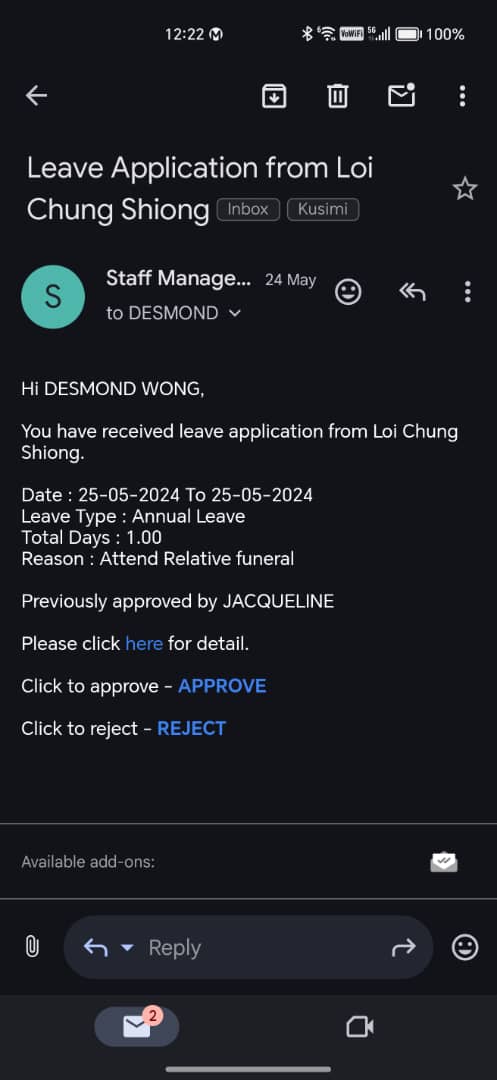 12:22
VoWiFi 5G 100%
Leave Application from Loi
Chung Shiong Inbox Kusimi
S
Staff Manage... 24 May
to DESMOND
Hi DESMOND WONG,
You have received leave application from Loi Chung
Shiong.
Date : 25-05-2024 To 25-05-2024
Leave Type : Annual Leave
Total Days : 1.00
Reason : Attend Relative funeral
Previously approved by JACQUELINE
Please click here for detail.
Click to approve - APPROVE
Click to reject - REJECT
Available add-ons:
Reply
2